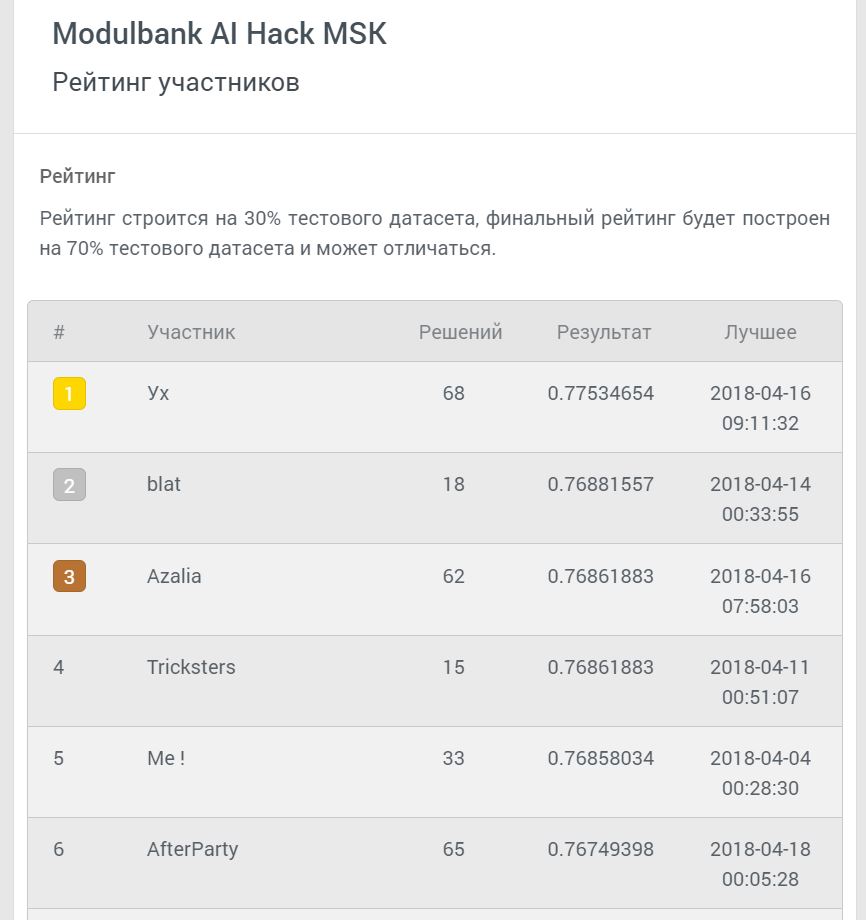 Modulbank AI Hack MSK
Рейтинг участников
Рейтинг
Рейтинг строится на 30% тестового датасета, финальный рейтинг будет построен
на 70% тестового датасета и может отличаться.
# Участник Решений Результат Лучшее
1 Ух 68 0.77534654 2018-04-16
09:11:32
2 blat 18 0.76881557 2018-04-14
00:33:55
3 Azalia 62 0.76861883 2018-04-16
07:58:03
4 Tricksters 15 0.76861883 2018-04-11
00:51:07
5 Me ! 33 0.76858034 2018-04-04
00:28:30
6 AfterParty 65 0.76749398 2018-04-18
00:05:28